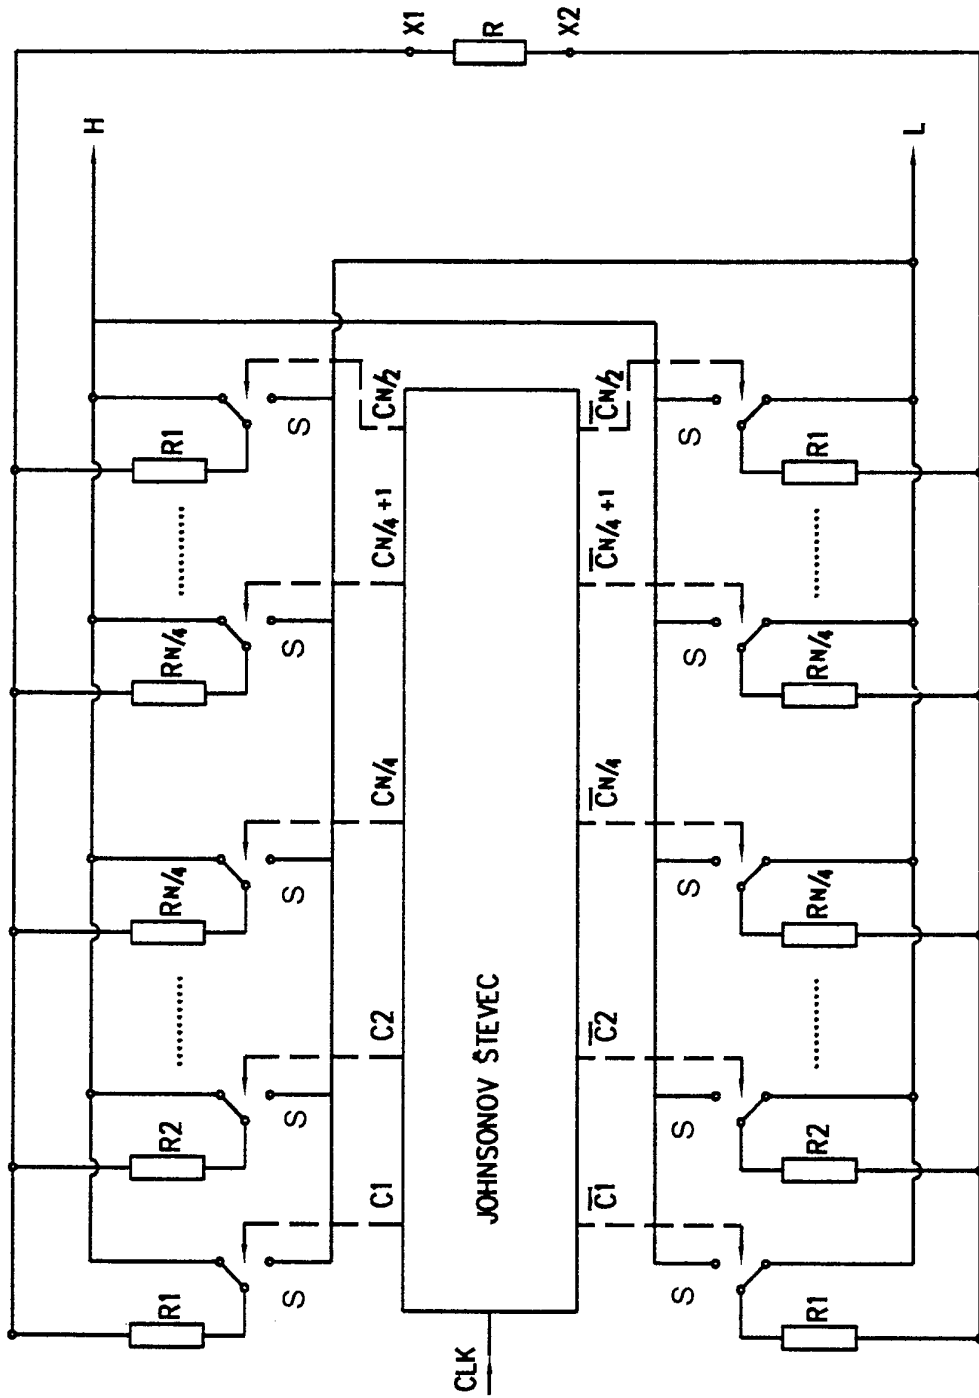 H
R1
R2
.........
RN/4
RN/4
.........
R1
S
S
S
S
S
C1
C2
CN/4
CN/4 +1
CN/2
X1
CLK
JOHNSONOV ŠTEVEC
R
X2
C̅1
C̅2
C̅N/4
C̅N/4 +1
C̅N/2
S
S
S
S
S
R1
R2
.........
RN/4
RN/4
.........
R1
L